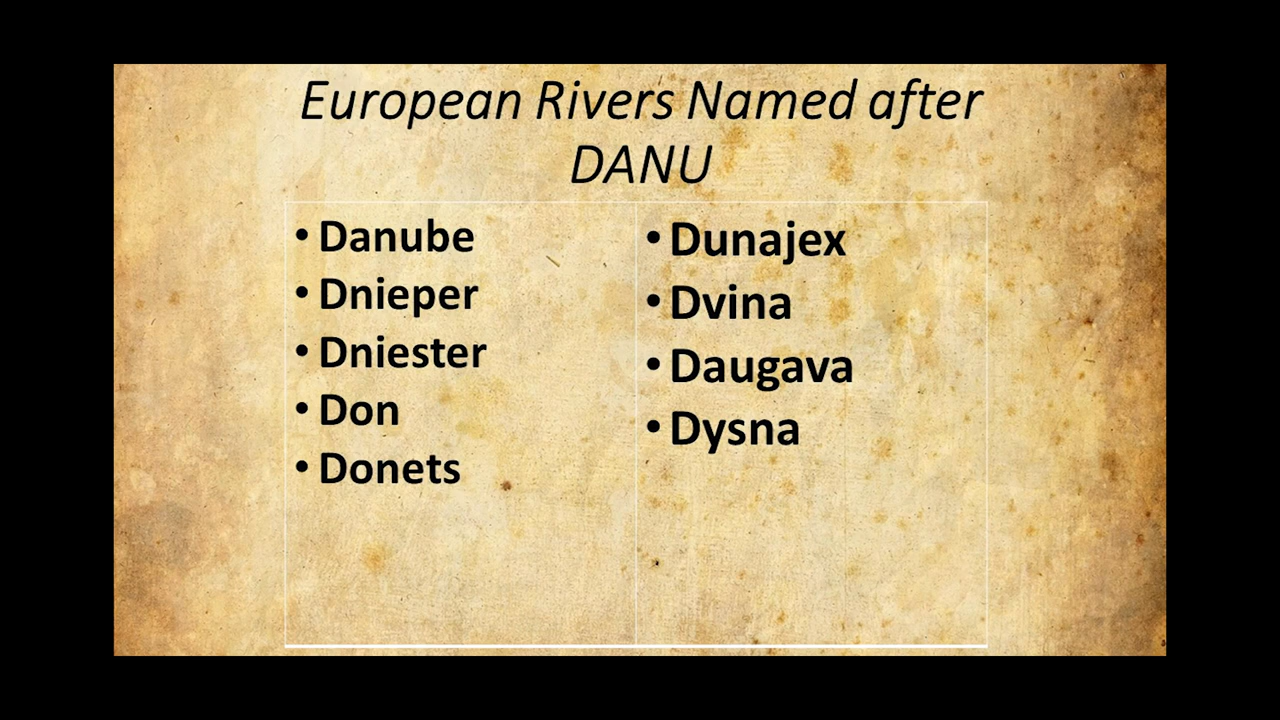 European Rivers Named after
DANU
• Danube
• Dnieper
• Dniester
• Don
• Donets
• Dunajex
• Dvina
• Daugava
• Dysna